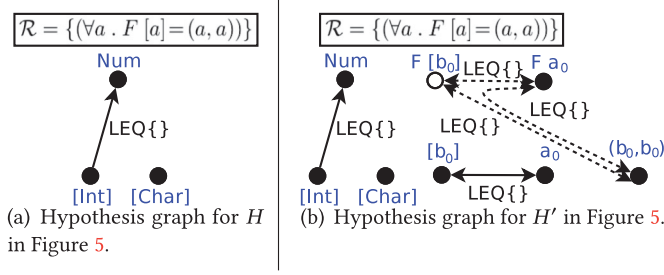 ℛ = {(∀a . F [a]=(a, a))}
Num
LEQ{}
[Int] [Char]
(a) Hypothesis graph for H
in Figure 5.
ℛ = {(∀a . F [a]=(a, a))}
Num F [b₀] F a₀
LEQ{}
LEQ{}
LEQ{} LEQ{}
[b₀] a₀ (b₀,b₀)
LEQ{}
[Int] [Char]
(b) Hypothesis graph for H′ in Figure 5.